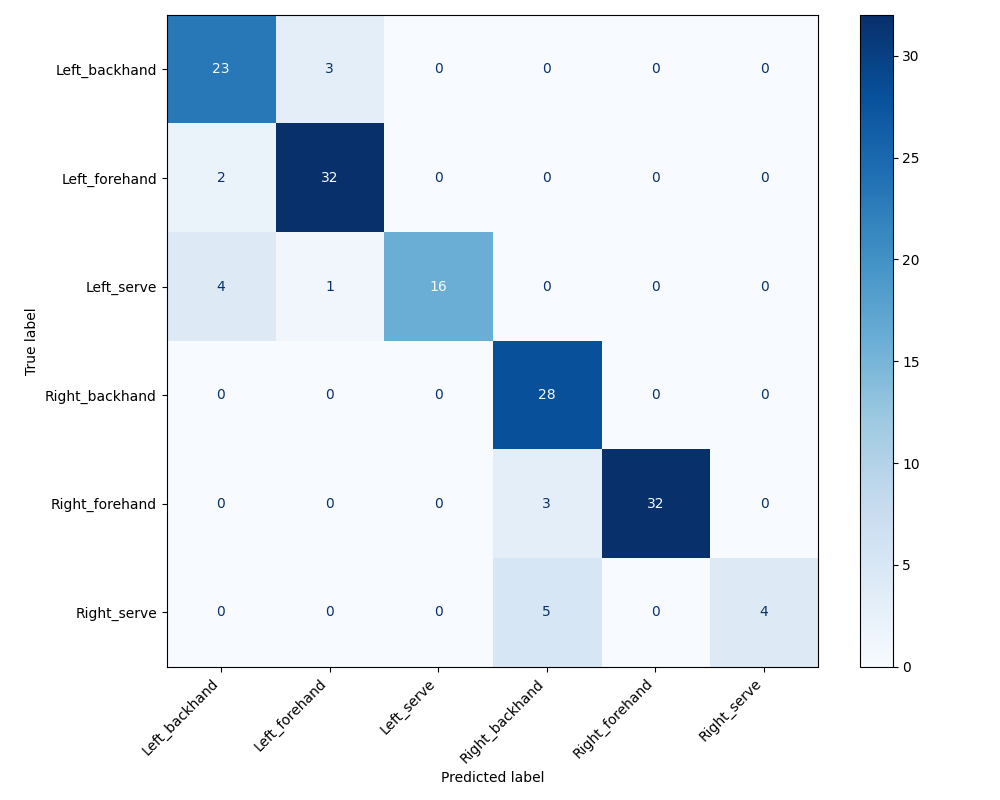 Left_backhand 23 3 0 0 0 0
Left_forehand 2 32 0 0 0 0
Left_serve 4 1 16 0 0 0
Right_backhand 0 0 0 28 0 0
Right_forehand 0 0 0 3 32 0
Right_serve 0 0 0 5 0 4
True label
Left_backhand Left_forehand Left_serve Right_backhand Right_forehand Right_serve
Predicted label
30
25
20
15
10
5
0